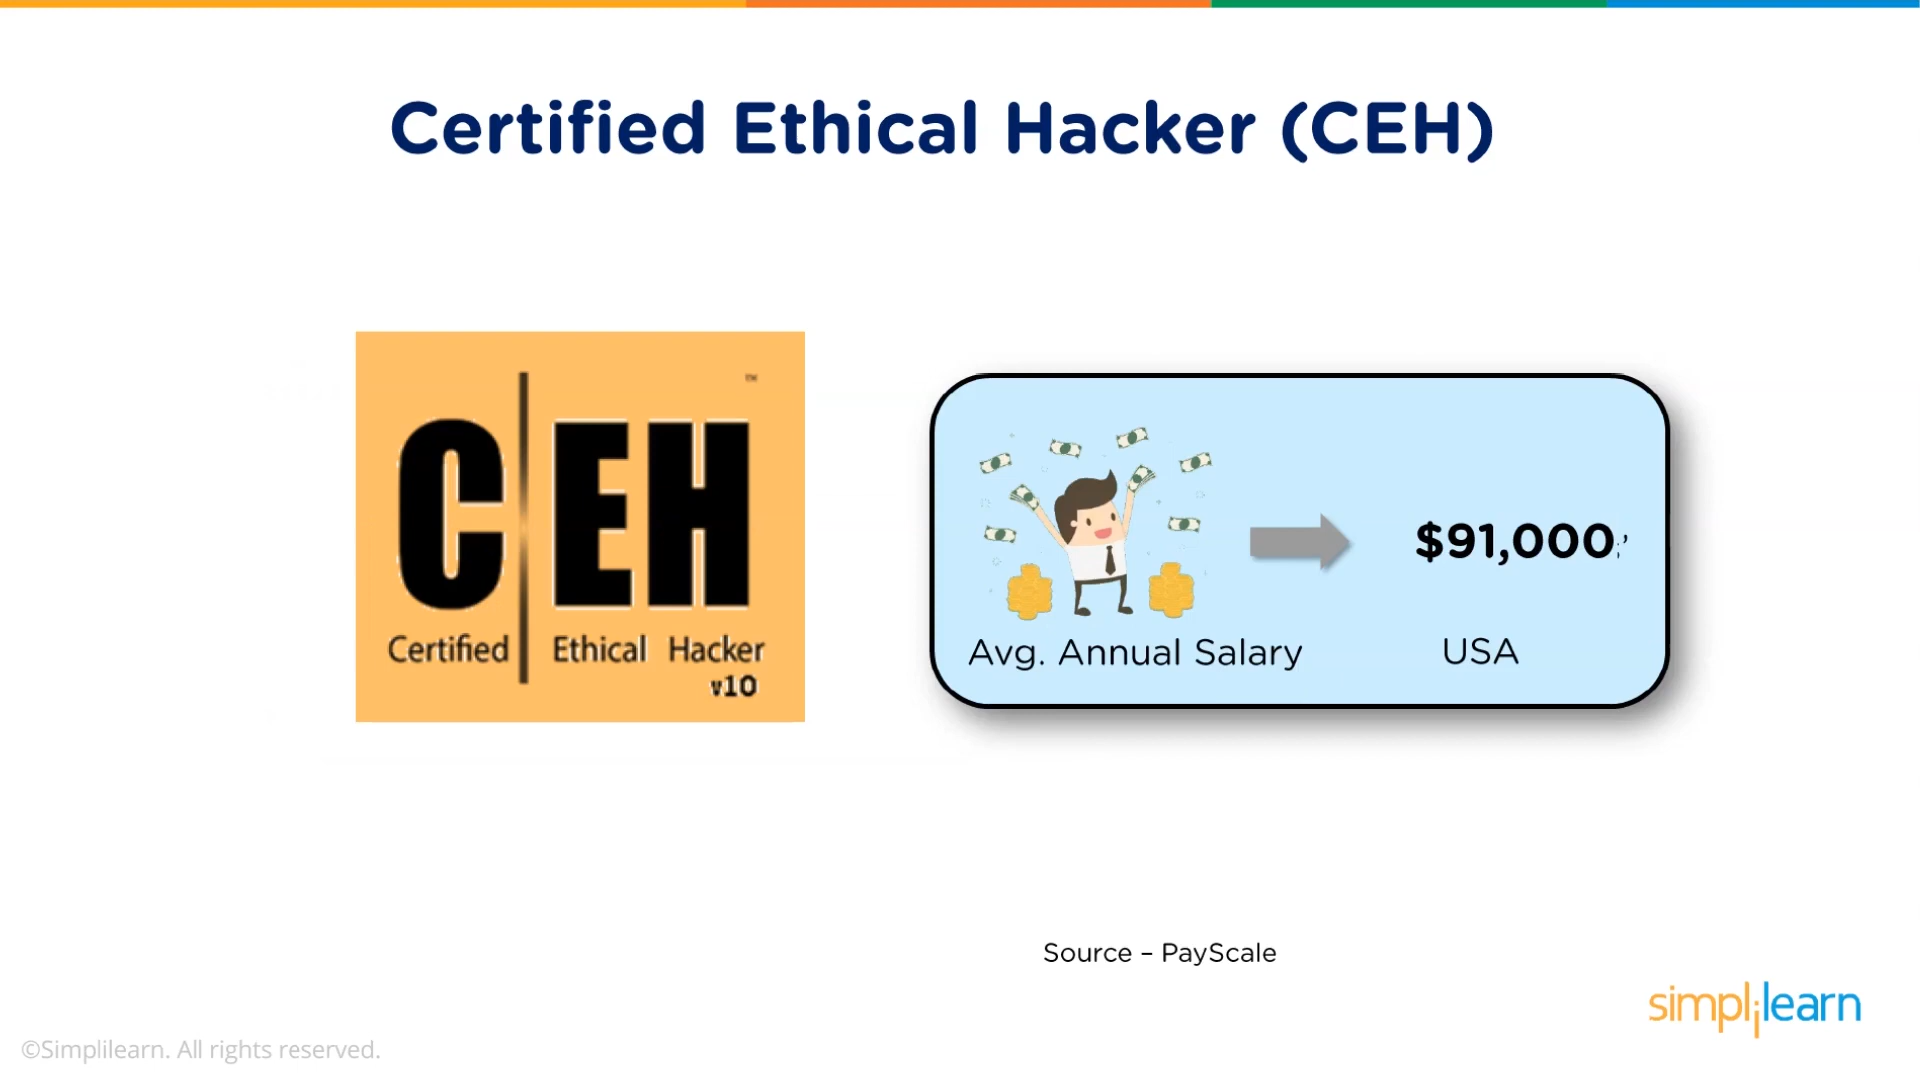 Certified Ethical Hacker (CEH)
™
CEH
Certified Ethical Hacker
v10
$91,000
Avg. Annual Salary USA
Source – PayScale
simplilearn
©Simplilearn. All rights reserved.